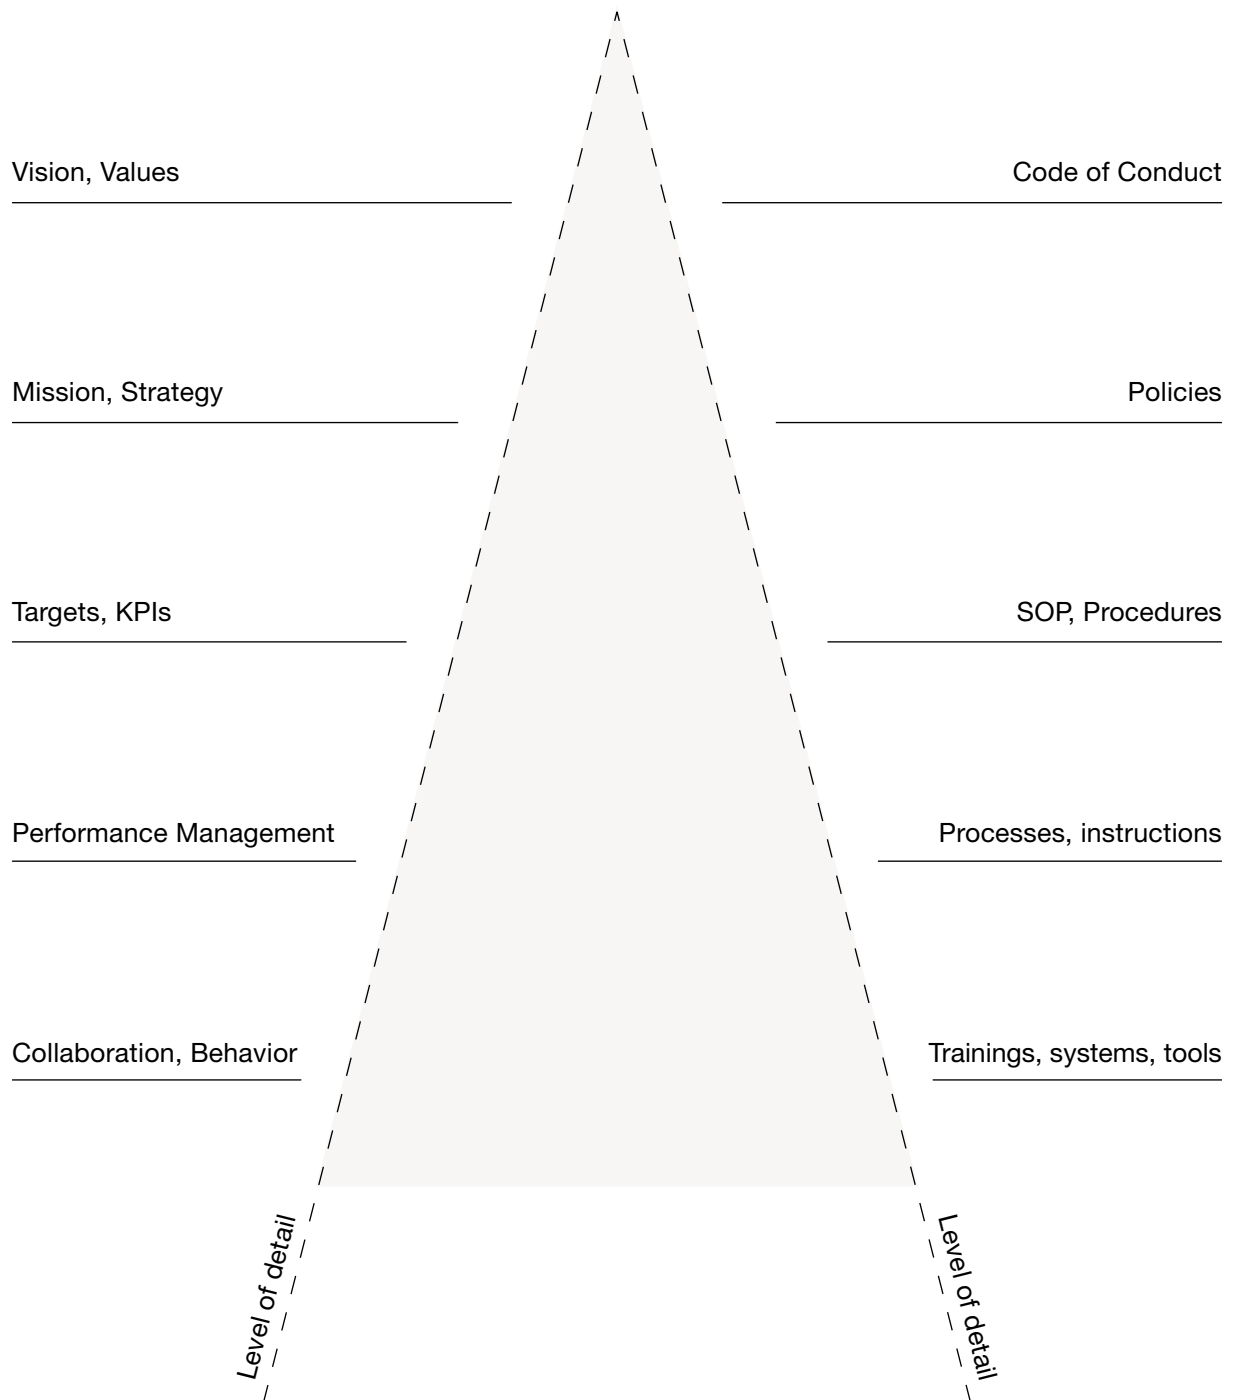 Vision, Values
Code of Conduct
Mission, Strategy
Policies
Targets, KPIs
SOP, Procedures
Performance Management
Processes, instructions
Collaboration, Behavior
Trainings, systems, tools
Level of detail
Level of detail